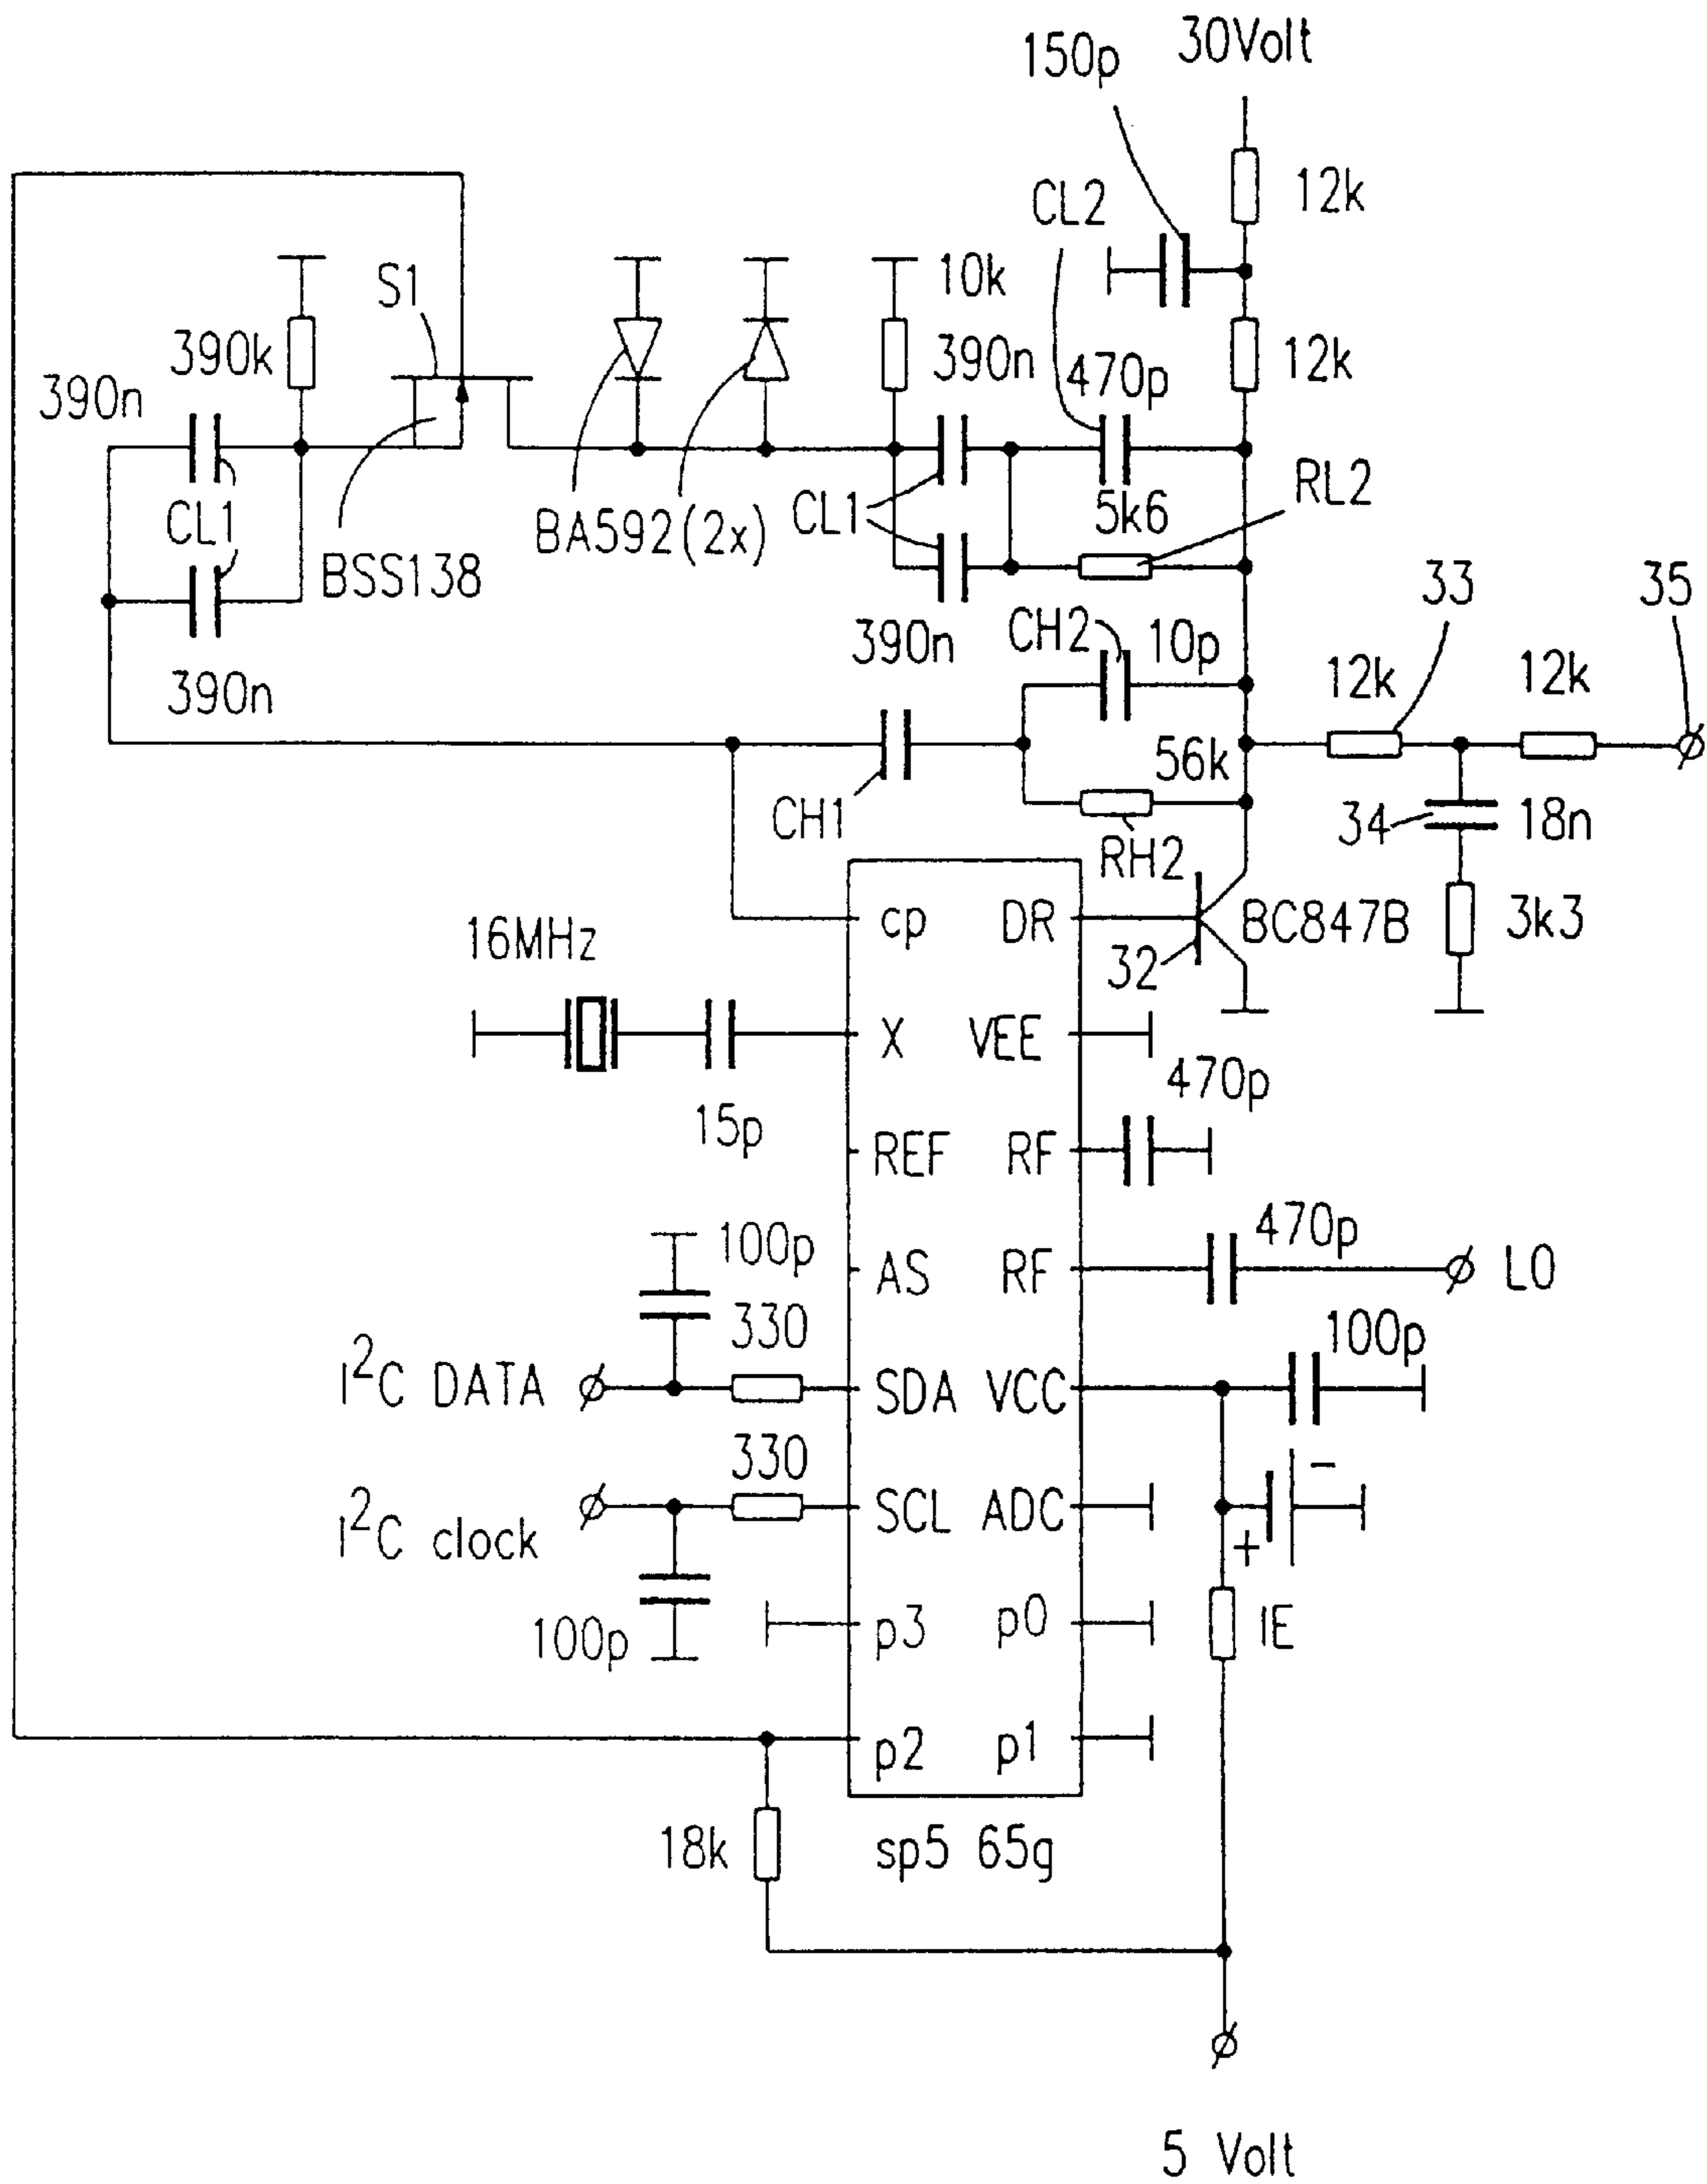 30Volt
150p
12k
CL2
S1
10k
390k
390n
470p
12k
390n
RL2
CL1
BSS138
BA592(2x)
CL1
5k6
33
35
390n
CH2
10p
390n
12k
12k
56k
CH1
34
18n
RH2
cp
DR
BC847B
3k3
16MHz
32
X
VEE
470p
15p
REF
RF
470p
100p
AS
RF
LO
330
100p
I²C DATA
SDA
VCC
330
-
I²C clock
SCL
ADC
+
100p
p3
p0
IE
p2
p1
18k
sp5 65g
5 Volt